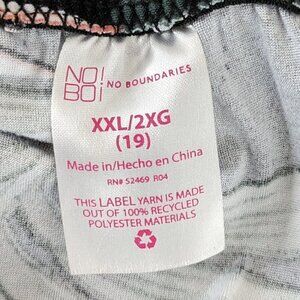 NO!
BO!
NO BOUNDARIES
XXL/2XG
(19)
Made in/Hecho en China
RN# 52469 R04
THIS LABEL YARN IS MADE
OUT OF 100% RECYCLED
POLYESTER MATERIALS